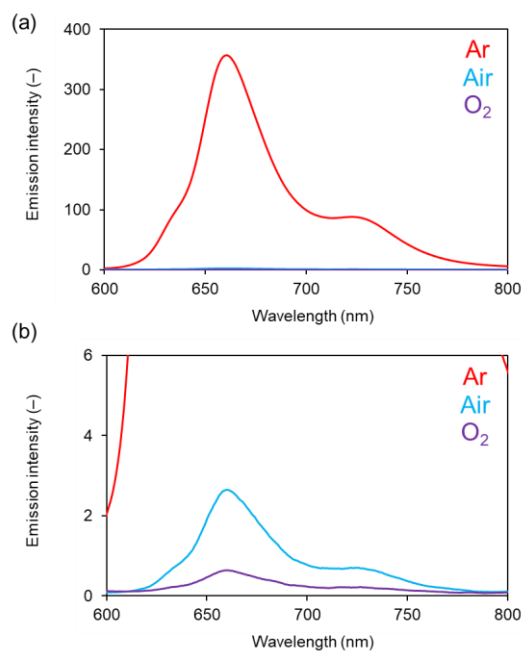 (a)
400
300
200
100
0
Emission intensity (–)
Ar
Air
O₂
600
650
700
750
800
Wavelength (nm)
(b)
6
4
2
0
Emission intensity (–)
Ar
Air
O₂
600
650
700
750
800
Wavelength (nm)